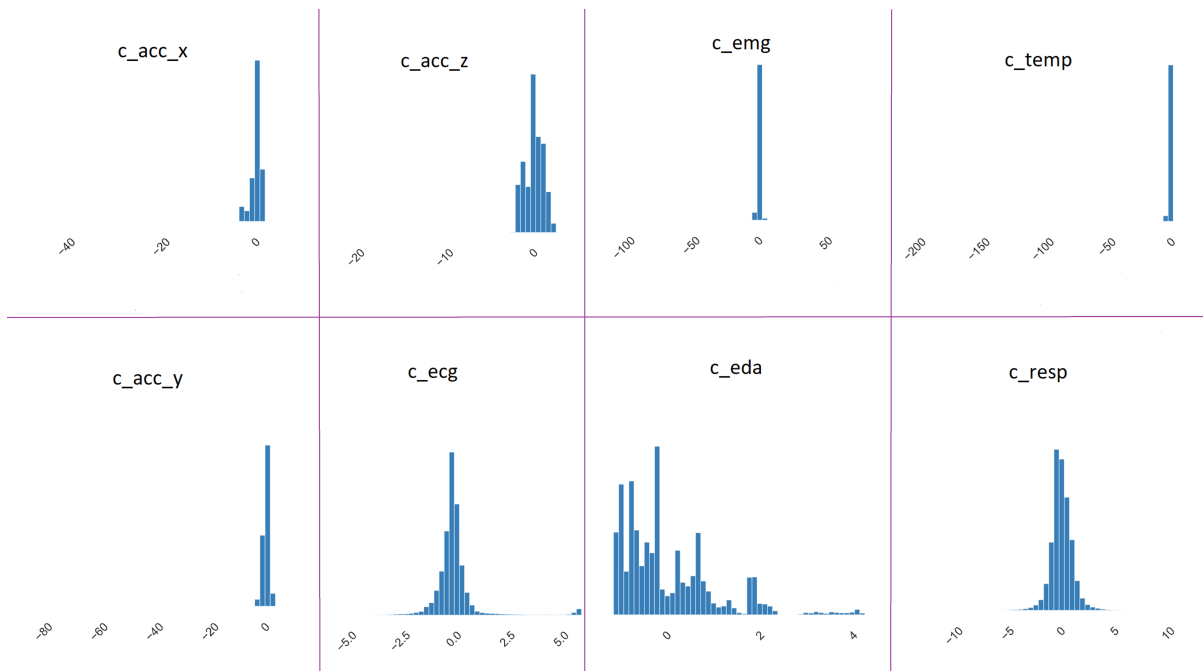 c_acc_x
−40 −20 0
c_acc_z
−20 −10 0
c_emg
−100 −50 0 50
c_temp
−200 −150 −100 −50 0
c_acc_y
−80 −60 −40 −20 0
c_ecg
−5.0 −2.5 0.0 2.5 5.0
c_eda
0 2 4
c_resp
−10 −5 0 5 10